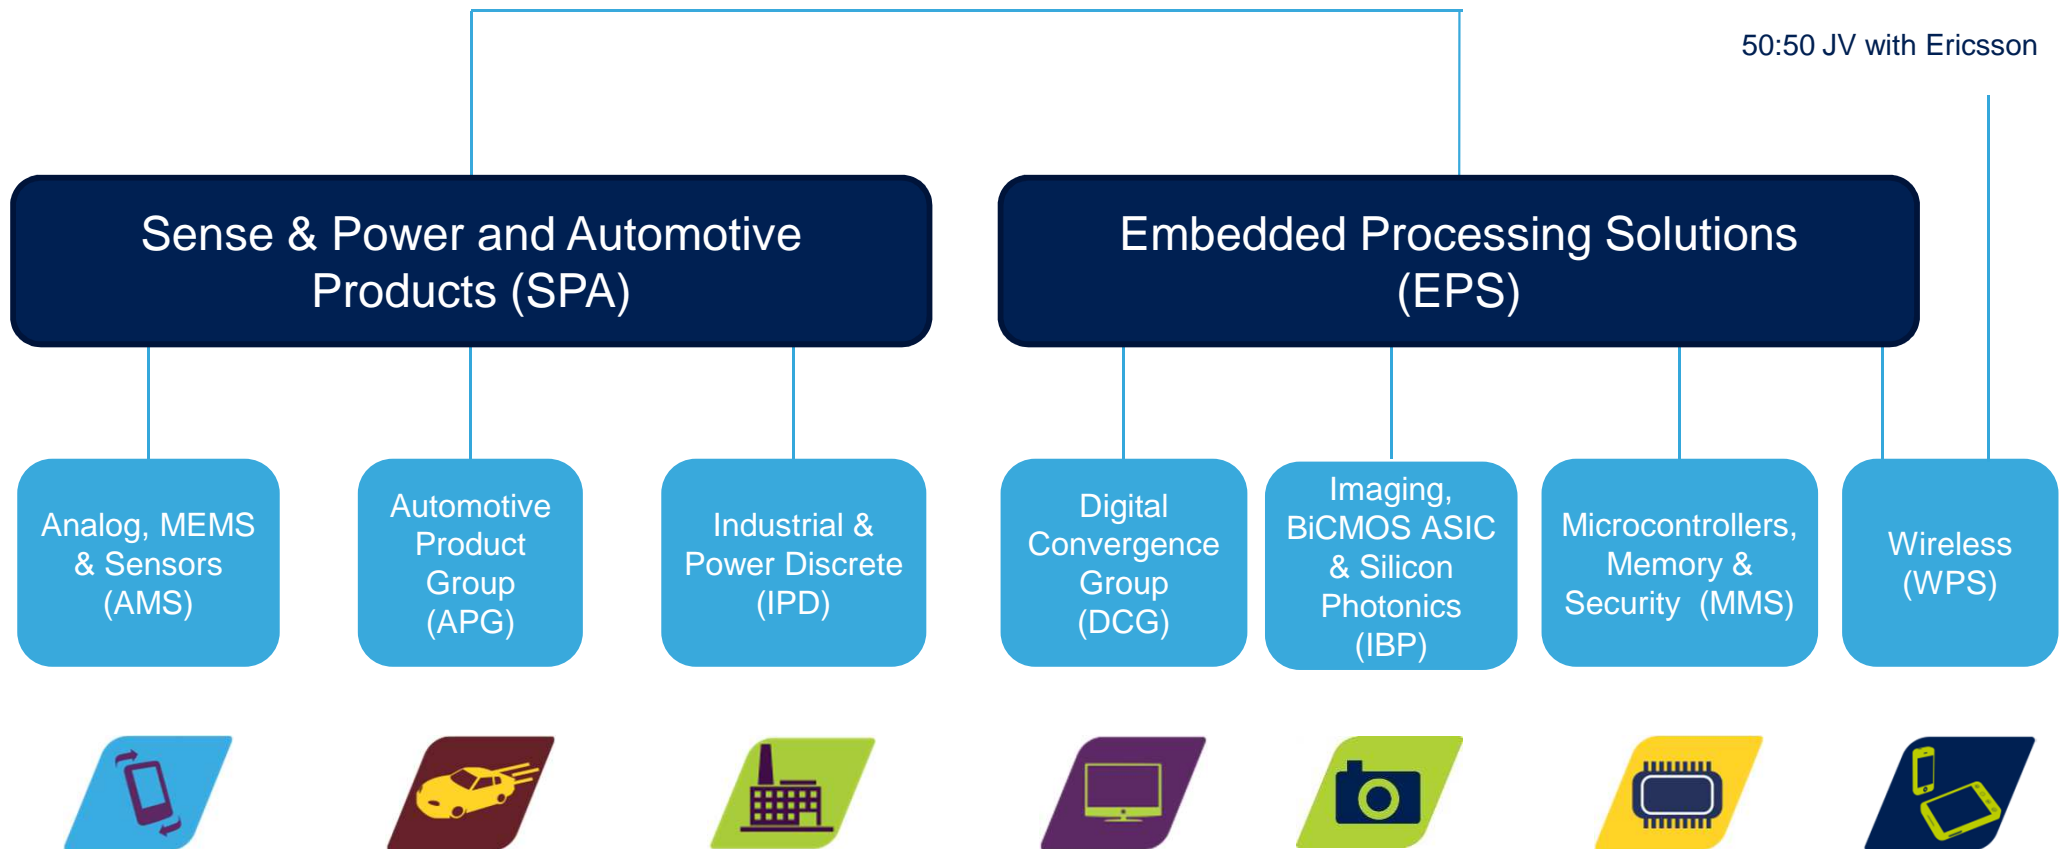 50:50 JV with Ericsson
Sense & Power and Automotive
Products (SPA)
Embedded Processing Solutions
(EPS)
Analog, MEMS
& Sensors
(AMS)
Automotive
Product
Group
(APG)
Industrial &
Power Discrete
(IPD)
Digital
Convergence
Group
(DCG)
Imaging,
BiCMOS ASIC
& Silicon
Photonics
(IBP)
Microcontrollers,
Memory &
Security  (MMS)
Wireless
(WPS)